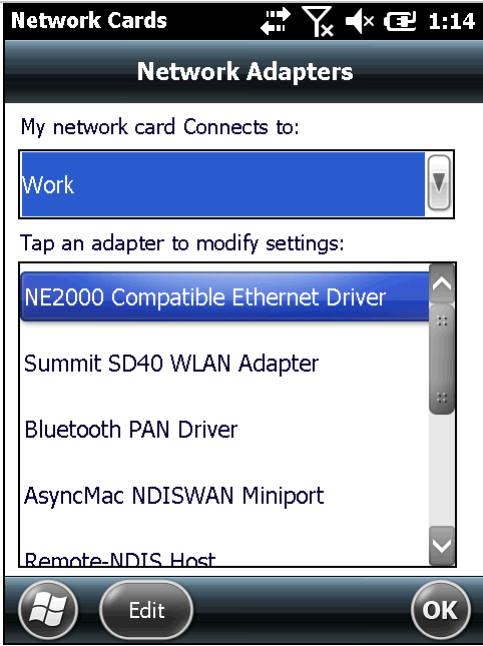 Network Cards 1:14
Network Adapters
My network card Connects to:
Work
Tap an adapter to modify settings:
NE2000 Compatible Ethernet Driver
Summit SD40 WLAN Adapter
Bluetooth PAN Driver
AsyncMac NDISWAN Miniport
Remote-NDIS Host
Edit OK